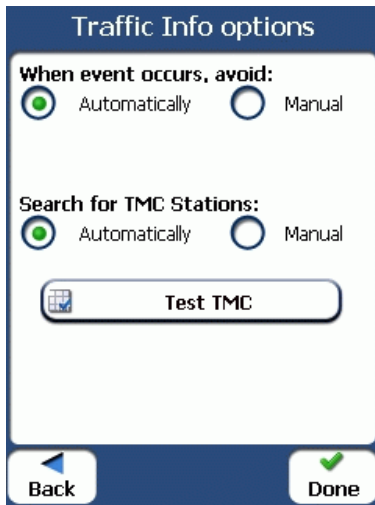 Traffic Info options
When event occurs, avoid:
Automatically Manual
Search for TMC Stations:
Automatically Manual
Test TMC
Back Done